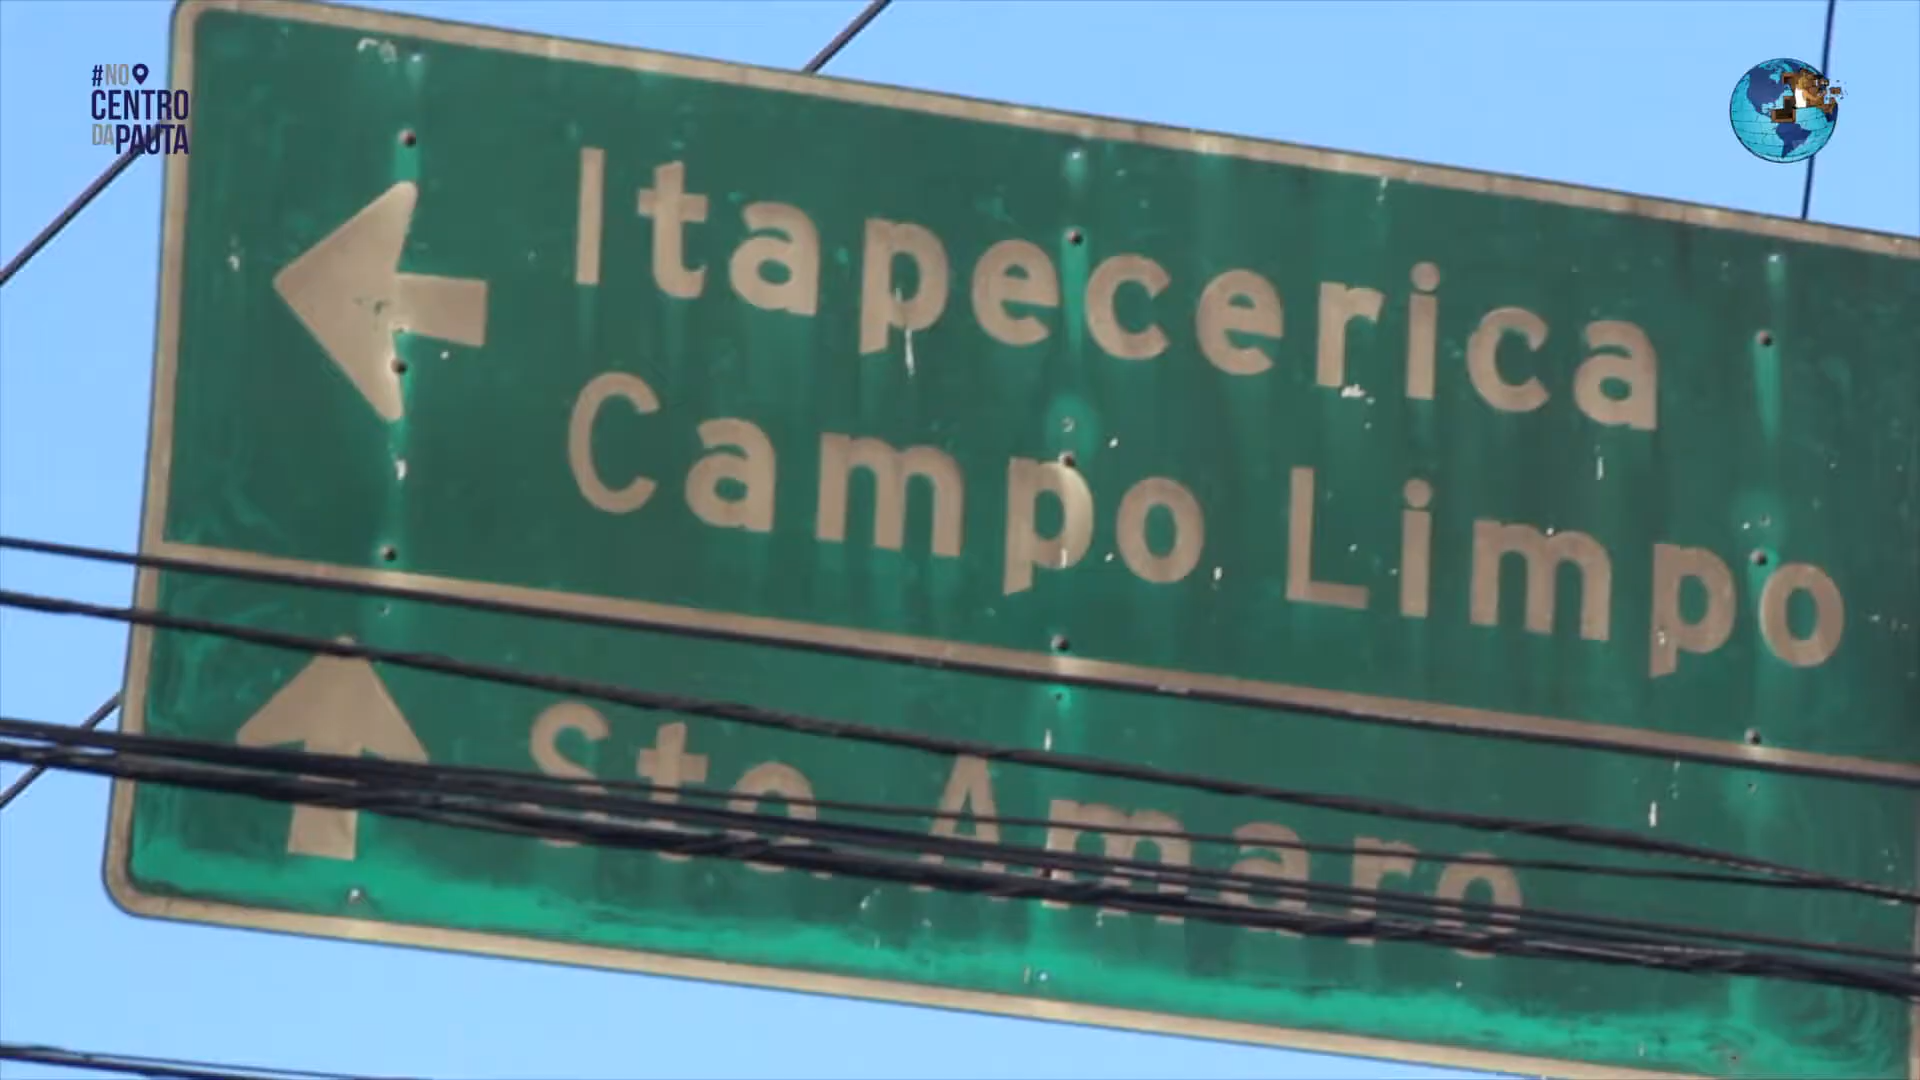 #NO
CENTRO
DA PAUTA
Itapecerica
Campo Limpo
Sto. Amaro